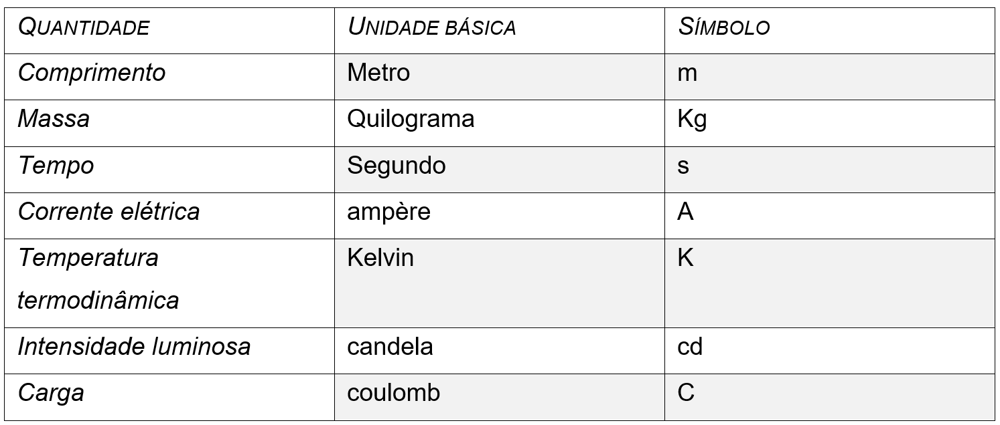 QUANTIDADE UNIDADE BÁSICA SÍMBOLO
Comprimento Metro m
Massa Quilograma Kg
Tempo Segundo s
Corrente elétrica ampère A
Temperatura Kelvin K
termodinâmica
Intensidade luminosa candela cd
Carga coulomb C